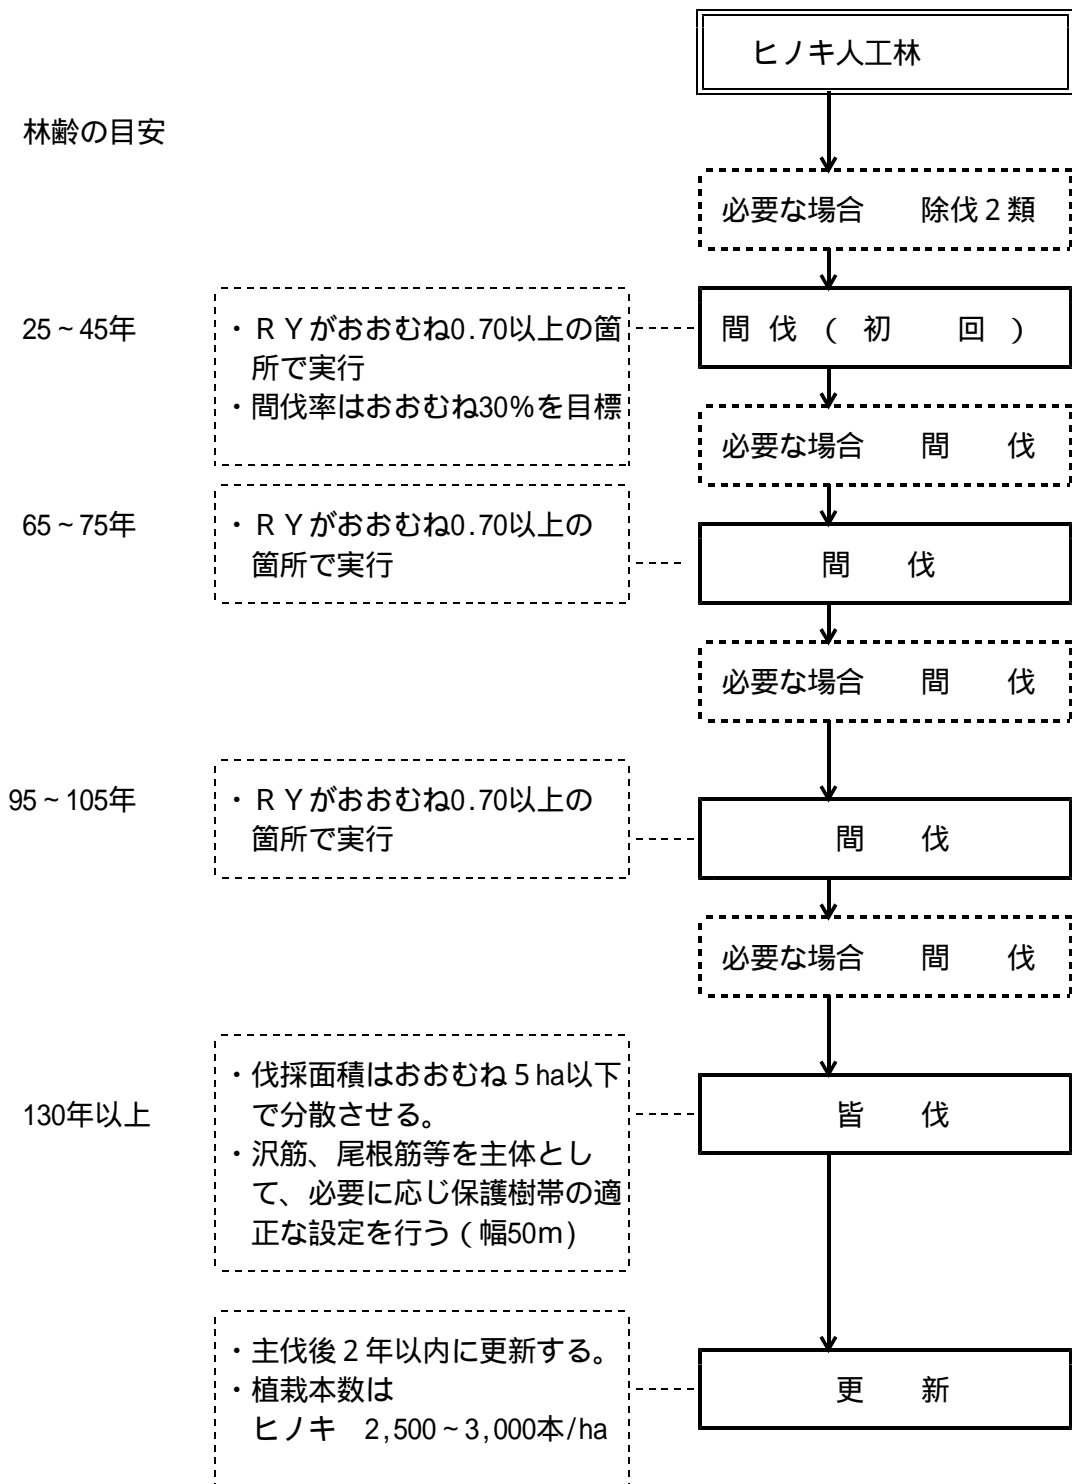 ヒノキ人工林
林齢の目安
必要な場合　除伐２類
25～45年
・ＲＹがおおむね0.70以上の箇
所で実行
・間伐率はおおむね30%を目標
間 伐 （ 初　回 ）
必要な場合　間　伐
65～75年
・ＲＹがおおむね0.70以上の
箇所で実行
間　伐
必要な場合　間　伐
95～105年
・ＲＹがおおむね0.70以上の
箇所で実行
間　伐
必要な場合　間　伐
130年以上
・伐採面積はおおむね５ha以下
で分散させる。
・沢筋、尾根筋等を主体とし
て、必要に応じ保護樹帯の適
正な設定を行う（幅50ｍ）
皆　伐
・主伐後２年以内に更新する。
・植栽本数は
ヒノキ　2,500～3,000本/ha
更　新